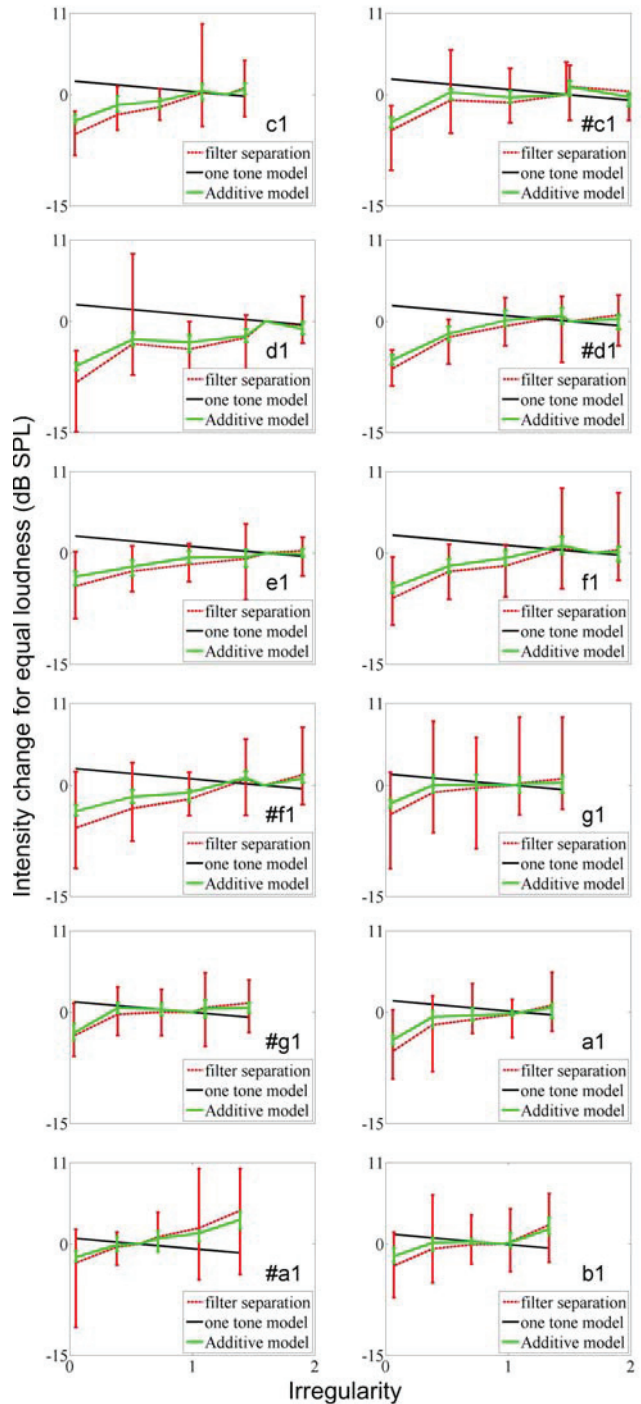 11
0
-15
c1
filter separation
one tone model
Additive model
11
0
-15
#c1
filter separation
one tone model
Additive model
11
0
-15
d1
filter separation
one tone model
Additive model
11
0
-15
#d1
filter separation
one tone model
Additive model
11
0
-15
e1
filter separation
one tone model
Additive model
11
0
-15
f1
filter separation
one tone model
Additive model
11
0
-15
#f1
filter separation
one tone model
Additive model
11
0
-15
g1
filter separation
one tone model
Additive model
11
0
-15
#g1
filter separation
one tone model
Additive model
11
0
-15
a1
filter separation
one tone model
Additive model
11
0
-15
#a1
filter separation
one tone model
Additive model
0 1 2
11
0
-15
b1
filter separation
one tone model
Additive model
0 1 2
Intensity change for equal loudness (dB SPL)
Irregularity